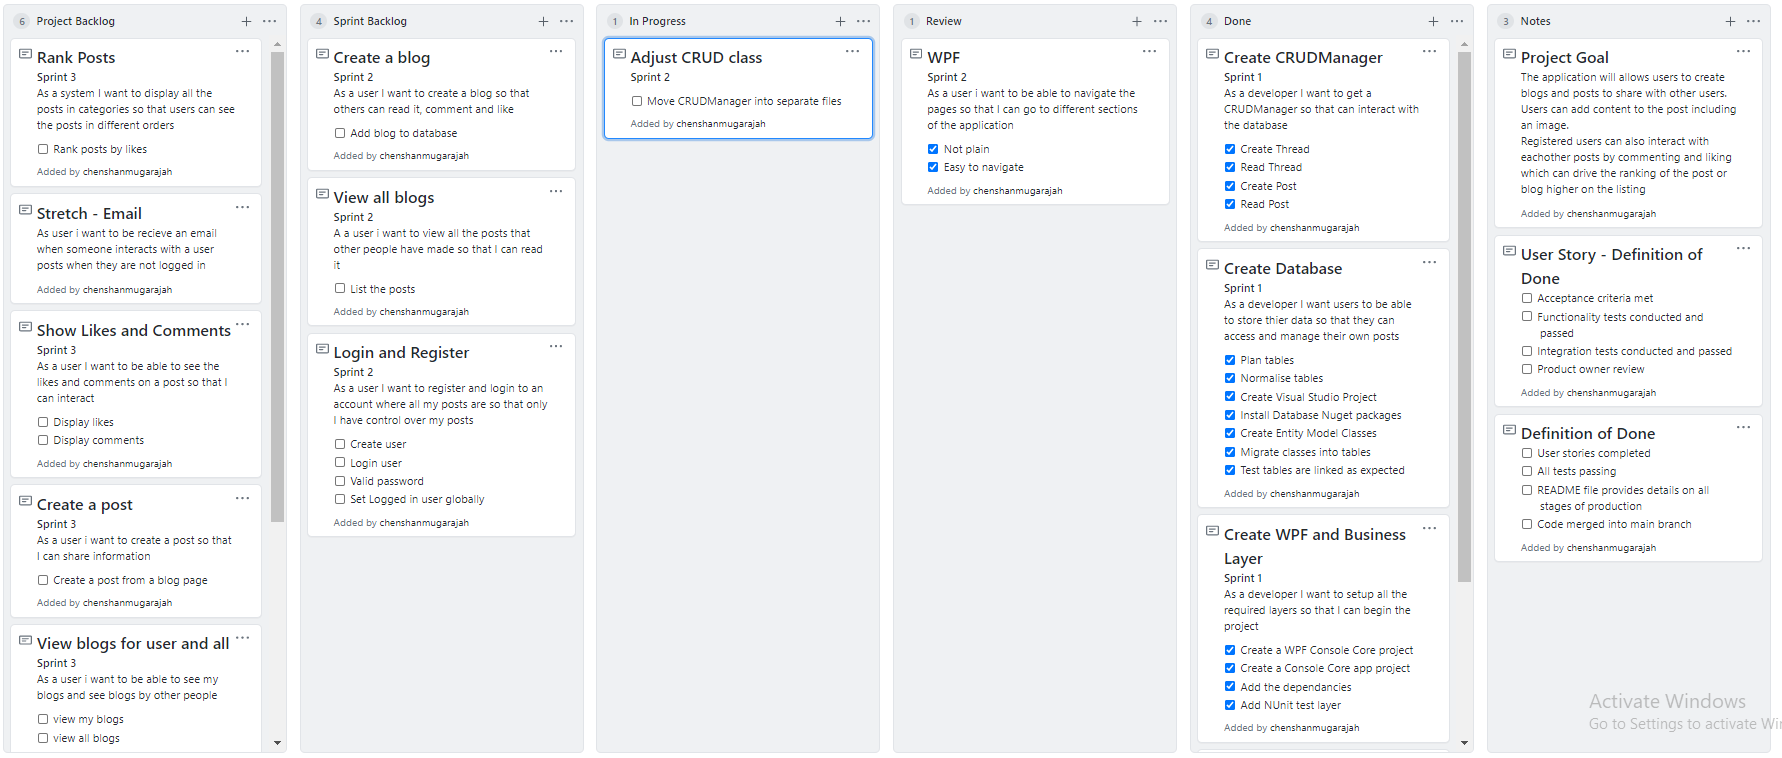 6 Project Backlog
Rank Posts
Sprint 3
As a system I want to display all the
posts in categories so that users can see
the posts in different orders
Rank posts by likes
Added by chenshanmugarajah
Stretch - Email
As user i want to be recieve an email
when someone interacts with a user
posts when they are not logged in
Added by chenshanmugarajah
Show Likes and Comments
Sprint 3
As a user I want to be able to see the
likes and comments on a post so that I
can interact
Display likes
Display comments
Added by chenshanmugarajah
Create a post
Sprint 3
As a user i want to create a post so that
I can share information
Create a post from a blog page
Added by chenshanmugarajah
View blogs for user and all
Sprint 3
As a user i want to be able to see my
blogs and see blogs by other people
view my blogs
view all blogs
4 Sprint Backlog
Create a blog
Sprint 2
As a user I want to create a blog so that
others can read it, comment and like
Add blog to database
Added by chenshanmugarajah
View all blogs
Sprint 2
A a user i want to view all the posts that
other people have made so that I can read
it
List the posts
Added by chenshanmugarajah
Login and Register
Sprint 2
As a user I want to register and login to an
account where all my posts are so that only
I have control over my posts
Create user
Login user
Valid password
Set Logged in user globally
Added by chenshanmugarajah
1 In Progress
Adjust CRUD class
Sprint 2
Move CRUDManager into separate files
Added by chenshanmugarajah
1 Review
WPF
Sprint 2
As a user i want to be able to navigate the
pages so that I can go to different sections
of the application
Not plain
Easy to navigate
Added by chenshanmugarajah
4 Done
Create CRUDManager
Sprint 1
As a developer I want to get a
CRUDManager so that can interact with
the database
Create Thread
Read Thread
Create Post
Read Post
Added by chenshanmugarajah
Create Database
Sprint 1
As a developer I want users to be able
to store thier data so that they can
access and manage their own posts
Plan tables
Normalise tables
Create Visual Studio Project
Install Database Nuget packages
Create Entity Model Classes
Migrate classes into tables
Test tables are linked as expected
Added by chenshanmugarajah
Create WPF and Business
Layer
Sprint 1
As a developer I want to setup all the
required layers so that I can begin the
project
Create a WPF Console Core project
Create a Console Core app project
Add the dependancies
Add NUnit test layer
Added by chenshanmugarajah
3 Notes
Project Goal
The application will allows users to create
blogs and posts to share with other users.
Users can add content to the post including
an image.
Registered users can also interact with
eachother posts by commenting and liking
which can drive the ranking of the post or
blog higher on the listing
Added by chenshanmugarajah
User Story - Definition of
Done
Acceptance criteria met
Functionality tests conducted and
passed
Integration tests conducted and passed
Product owner review
Added by chenshanmugarajah
Definition of Done
User stories completed
All tests passing
README file provides details on all
stages of production
Code merged into main branch
Added by chenshanmugarajah
Activate Windows
Go to Settings to activate Wi